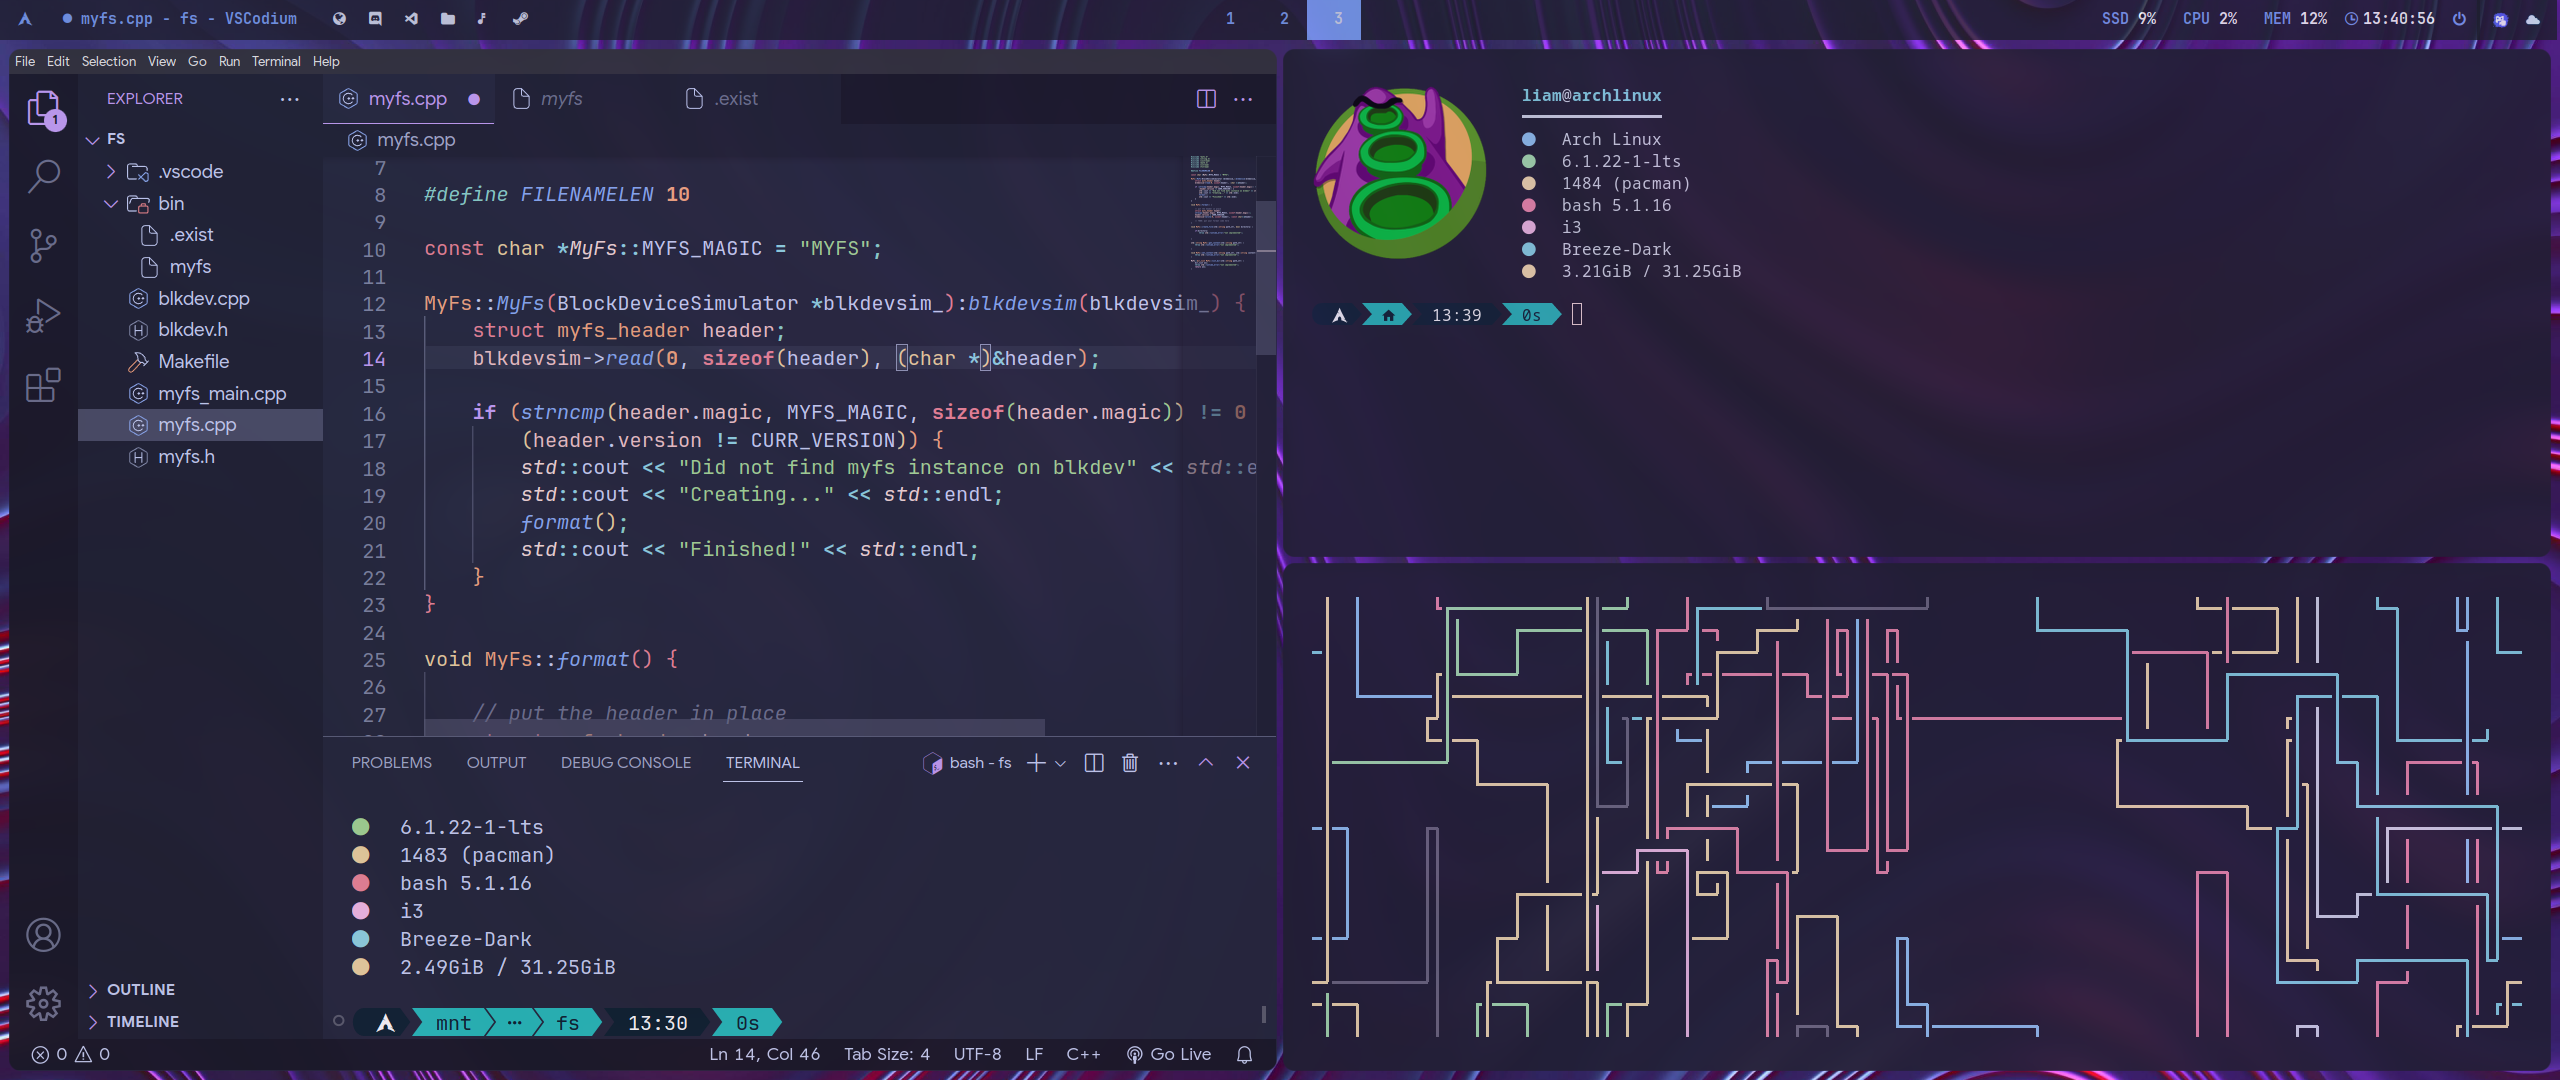 myfs.cpp - fs - VSCodium
1 2 3
SSD 9% CPU 2% MEM 12% 13:40:56
File Edit Selection View Go Run Terminal Help
EXPLORER
1
FS
.vscode
bin
.exist
myfs
blkdev.cpp
blkdev.h
Makefile
myfs_main.cpp
myfs.cpp
myfs.h
OUTLINE
TIMELINE
myfs.cpp myfs .exist
myfs.cpp
7
8 #define FILENAMELEN 10
9
10 const char *MyFs::MYFS_MAGIC = "MYFS";
11
12 MyFs::MyFs(BlockDeviceSimulator *blkdevsim_):blkdevsim(blkdevsim_) {
13 struct myfs_header header;
14 blkdevsim->read(0, sizeof(header), (char *)&header);
15
16 if (strncmp(header.magic, MYFS_MAGIC, sizeof(header.magic)) != 0
17 (header.version != CURR_VERSION)) {
18 std::cout << "Did not find myfs instance on blkdev" << std::e
19 std::cout << "Creating..." << std::endl;
20 format();
21 std::cout << "Finished!" << std::endl;
22 }
23 }
24
25 void MyFs::format() {
26
27 // put the header in place
PROBLEMS OUTPUT DEBUG CONSOLE TERMINAL
bash - fs
6.1.22-1-lts
1483 (pacman)
bash 5.1.16
i3
Breeze-Dark
2.49GiB / 31.25GiB
mnt ··· fs 13:30 0s
0 0
Ln 14, Col 46 Tab Size: 4 UTF-8 LF C++ Go Live
liam@archlinux
Arch Linux
6.1.22-1-lts
1484 (pacman)
bash 5.1.16
i3
Breeze-Dark
3.21GiB / 31.25GiB
13:39 0s